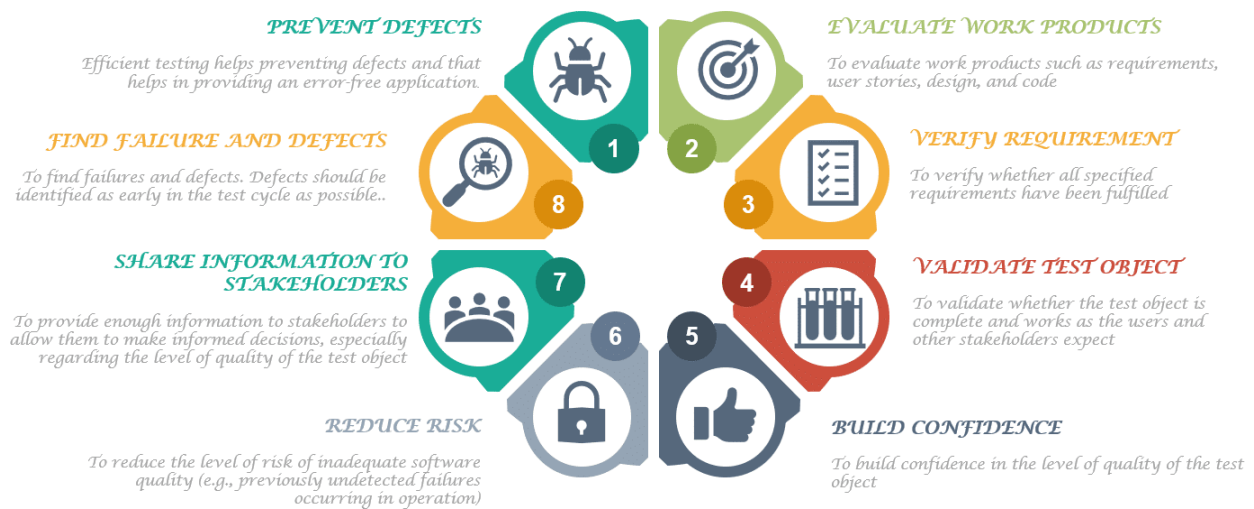 PREVENT DEFECTS
Efficient testing helps preventing defects and that
helps in providing an error-free application.
1
EVALUATE WORK PRODUCTS
To evaluate work products such as requirements,
user stories, design, and code
2
VERIFY REQUIREMENT
To verify whether all specified
requirements have been fulfilled
3
VALIDATE TEST OBJECT
To validate whether the test object is
complete and works as the users and
other stakeholders expect
4
BUILD CONFIDENCE
To build confidence in the level of quality of the test
object
5
REDUCE RISK
To reduce the level of risk of inadequate software
quality (e.g., previously undetected failures
occurring in operation)
6
SHARE INFORMATION TO
STAKEHOLDERS
To provide enough information to stakeholders to
allow them to make informed decisions, especially
regarding the level of quality of the test object
7
FIND FAILURE AND DEFECTS
To find failures and defects. Defects should be
identified as early in the test cycle as possible..
8